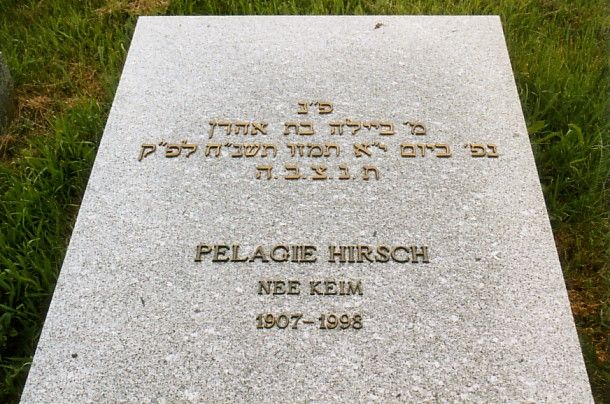 פ"נ
מ' ביילה בת אהרן
נפ' ביום י"א תמוז תשנ"ח לפ"ק
ת.נ.צ.ב.ה
PELAGIE HIRSCH
NEE KEIM
1907-1998